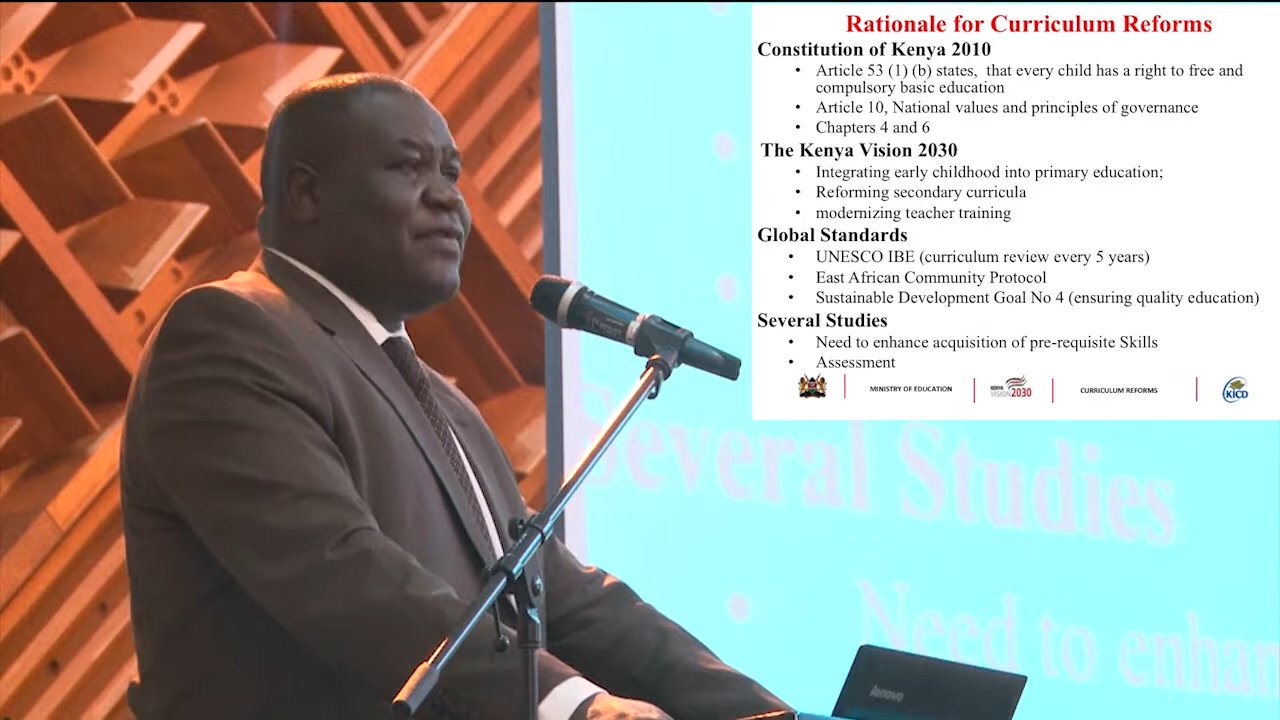 Rationale for Curriculum Reforms
Constitution of Kenya 2010
• Article 53 (1) (b) states, that every child has a right to free and
compulsory basic education
• Article 10, National values and principles of governance
• Chapters 4 and 6
The Kenya Vision 2030
• Integrating early childhood into primary education;
• Reforming secondary curricula
• modernizing teacher training
Global Standards
• UNESCO IBE (curriculum review every 5 years)
• East African Community Protocol
• Sustainable Development Goal No 4 (ensuring quality education)
Several Studies
• Need to enhance acquisition of pre-requisite Skills
• Assessment
MINISTRY OF EDUCATION
KENYA
VISION 2030
CURRICULUM REFORMS
KICD
Several Studies
• Need to enhan
lenovo